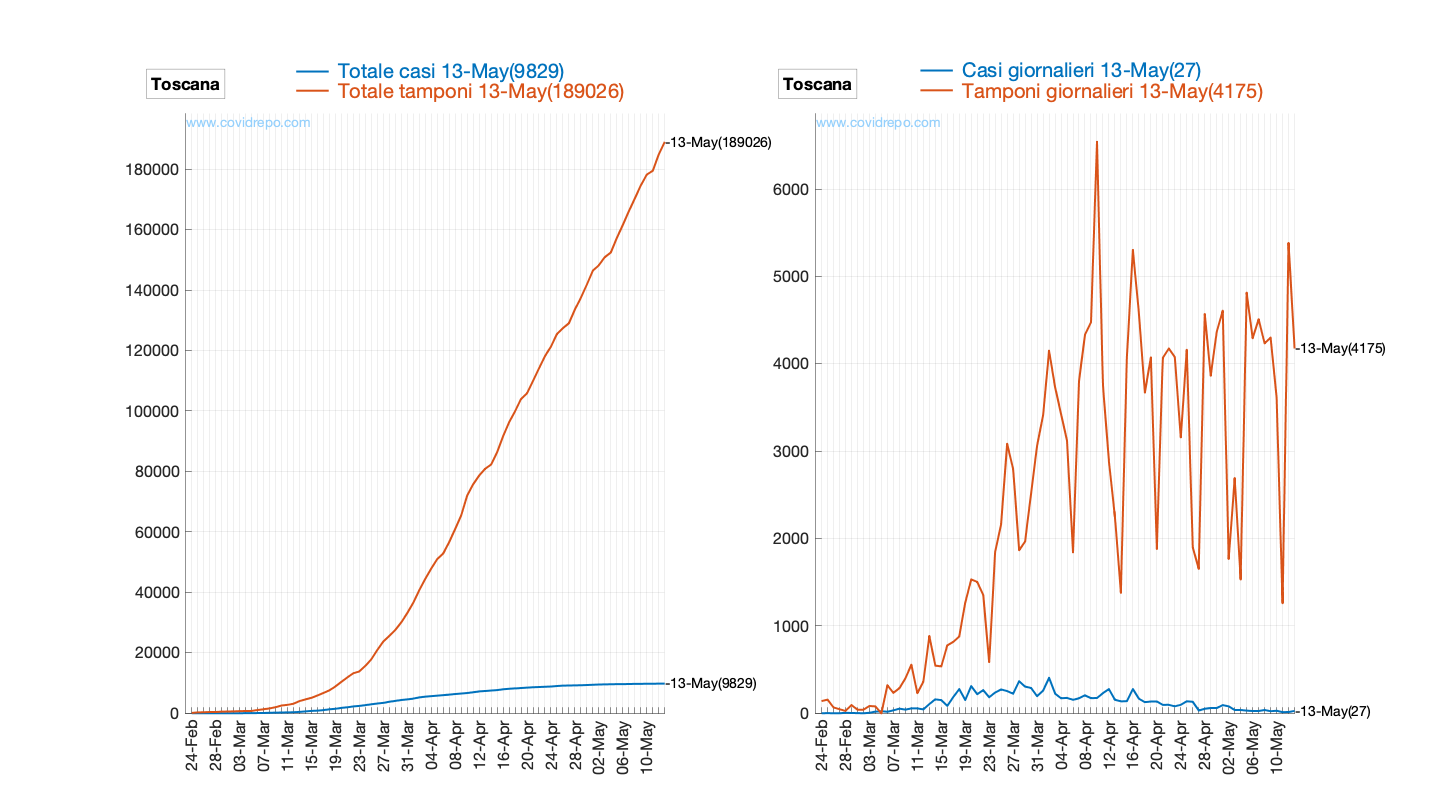 Toscana
Totale casi 13-May(9829)
Totale tamponi 13-May(189026)
www.covidrepo.com
13-May(189026)
180000
160000
140000
120000
100000
80000
60000
40000
20000
0
13-May(9829)
24-Feb
28-Feb
03-Mar
07-Mar
11-Mar
15-Mar
19-Mar
23-Mar
27-Mar
31-Mar
04-Apr
08-Apr
12-Apr
16-Apr
20-Apr
24-Apr
28-Apr
02-May
06-May
10-May
Toscana
Casi giornalieri 13-May(27)
Tamponi giornalieri 13-May(4175)
www.covidrepo.com
6000
5000
4000
3000
2000
1000
0
13-May(4175)
13-May(27)
24-Feb
28-Feb
03-Mar
07-Mar
11-Mar
15-Mar
19-Mar
23-Mar
27-Mar
31-Mar
04-Apr
08-Apr
12-Apr
16-Apr
20-Apr
24-Apr
28-Apr
02-May
06-May
10-May